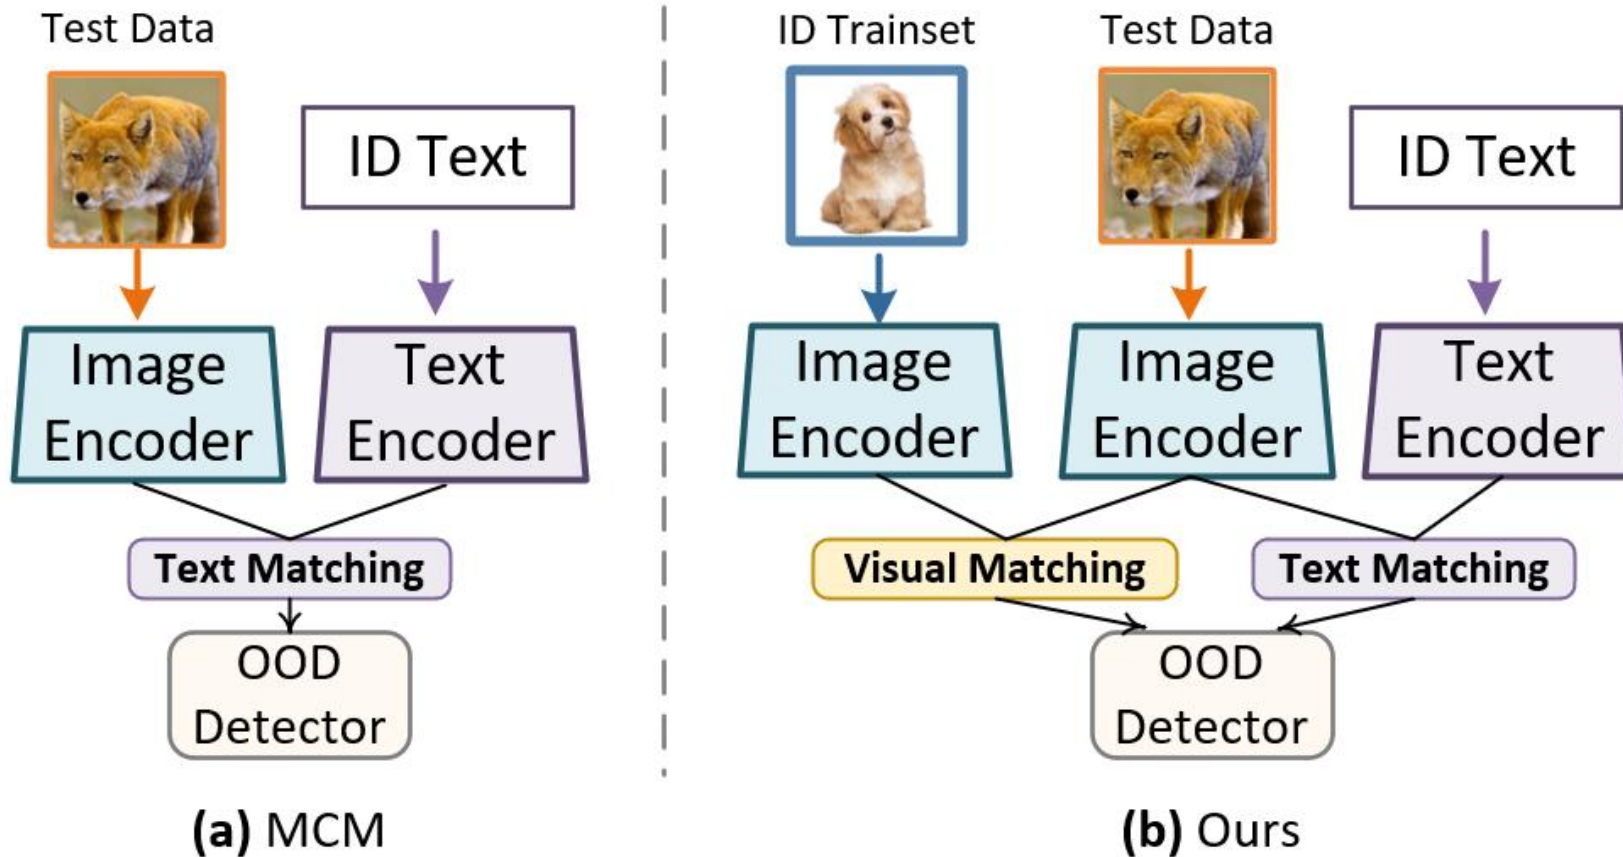 Test Data
ID Text
Image
Encoder
Text
Encoder
Text Matching
OOD
Detector
(a) MCM
ID Trainset
Test Data
ID Text
Image
Encoder
Image
Encoder
Text
Encoder
Visual Matching
Text Matching
OOD
Detector
(b) Ours